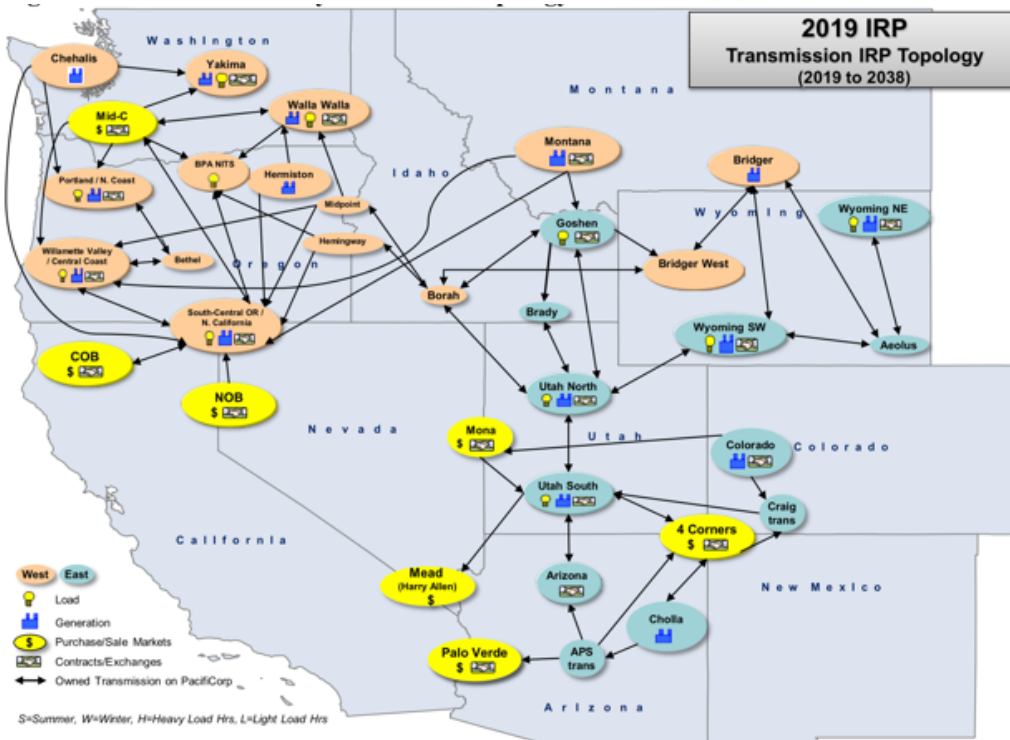 2019 IRP
Transmission IRP Topology
(2019 to 2038)
Washington
Chehalis
Yakima
Mid-C
$
Walla Walla
Montana
BPA NITS
Hermiston
Portland / N. Coast
Idaho
Montana
Bridger
Midpoint
Wyoming
Wyoming NE
Goshen
Hemingway
Willamette Valley
/ Central Coast
Bethel
Oregon
Bridger West
Borah
Brady
South-Central OR /
N. California
Wyoming SW
Aeolus
COB
$
NOB
$
Utah North
Nevada
Mona
$
Utah
Colorado
Colorado
Utah South
Craig
trans
4 Corners
$
California
Mead
(Harry Allen)
$
Arizona
New Mexico
Cholla
Palo Verde
$
APS
trans
Arizona
West
East
Load
Generation
$
Purchase/Sale Markets
Contracts/Exchanges
Owned Transmission on PacifiCorp
S=Summer, W=Winter, H=Heavy Load Hrs, L=Light Load Hrs